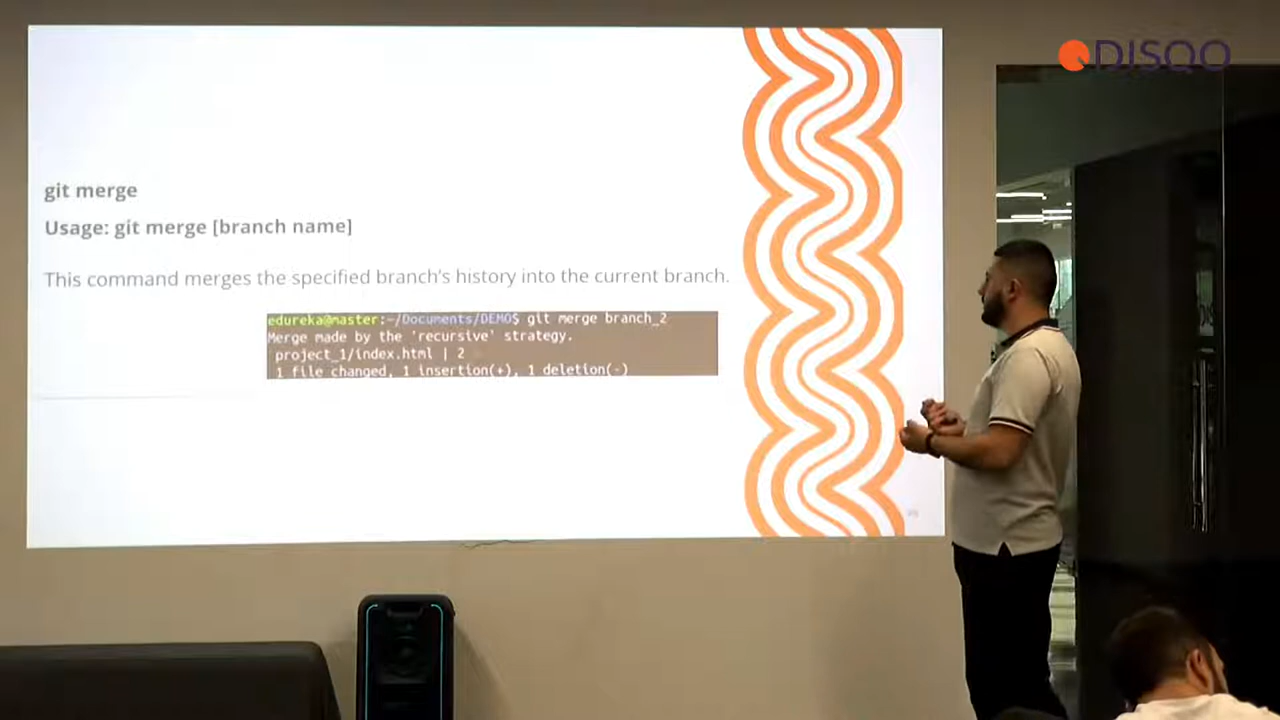 DISQO
git merge
Usage: git merge [branch name]
This command merges the specified branch's history into the current branch.
edureka@master:~/Documents/DEMO$ git merge branch_2
Merge made by the 'recursive' strategy.
project_1/index.html | 2
1 file changed, 1 insertion(+), 1 deletion(-)